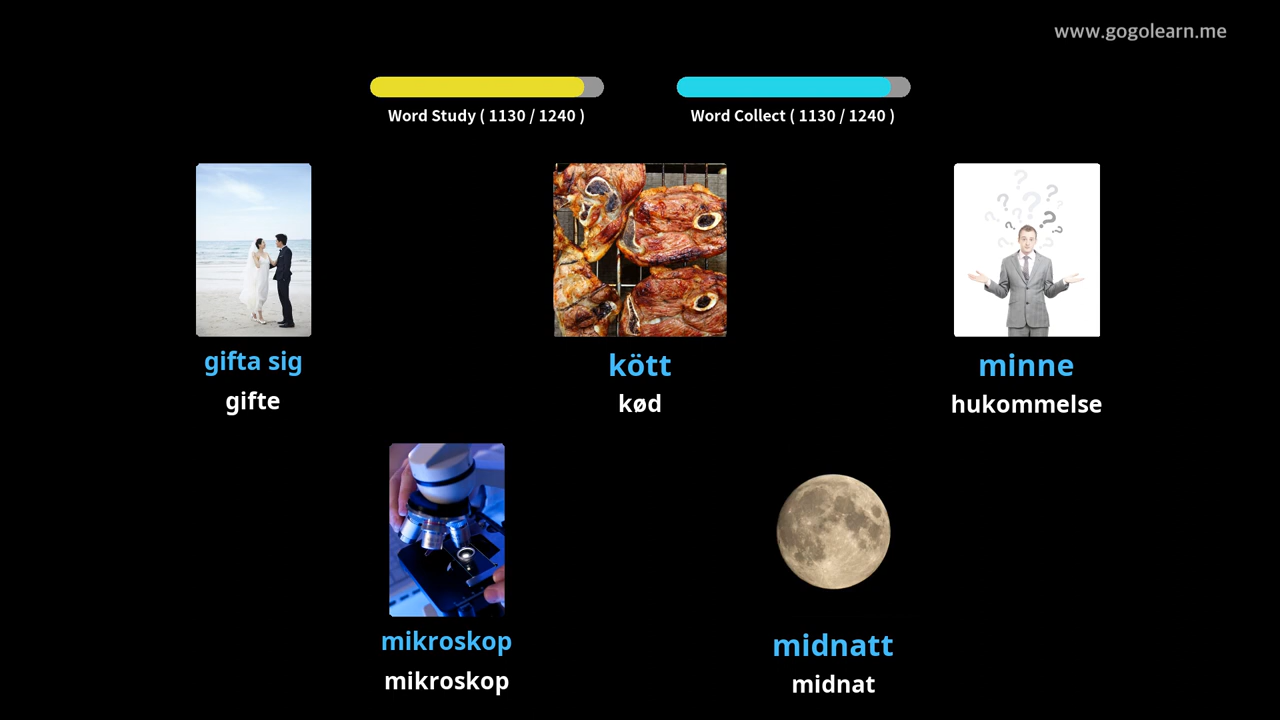 www.gogolearn.me
Word Study ( 1130 / 1240 )
Word Collect ( 1130 / 1240 )
gifta sig
gifte
kött
kød
minne
hukommelse
mikroskop
mikroskop
midnatt
midnat